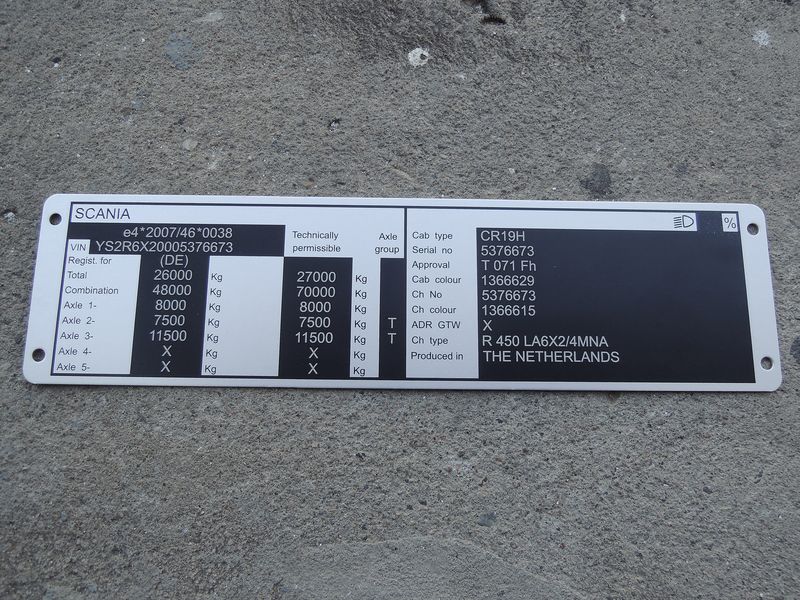 SCANIA
%
e4*2007/46*0038
VIN YS2R6X20005376673
Technically permissible
Axle group
Regist. for (DE)
Total 26000 Kg 27000 Kg
Combination 48000 Kg 70000 Kg
Axle 1- 8000 Kg 8000 Kg
Axle 2- 7500 Kg 7500 Kg T
Axle 3- 11500 Kg 11500 Kg T
Axle 4- X Kg X Kg
Axle 5- X Kg X Kg
Cab type CR19H
Serial no 5376673
Approval T 071 Fh
Cab colour 1366629
Ch No 5376673
Ch colour 1366615
ADR GTW X
Ch type R 450 LA6X2/4MNA
Produced in THE NETHERLANDS